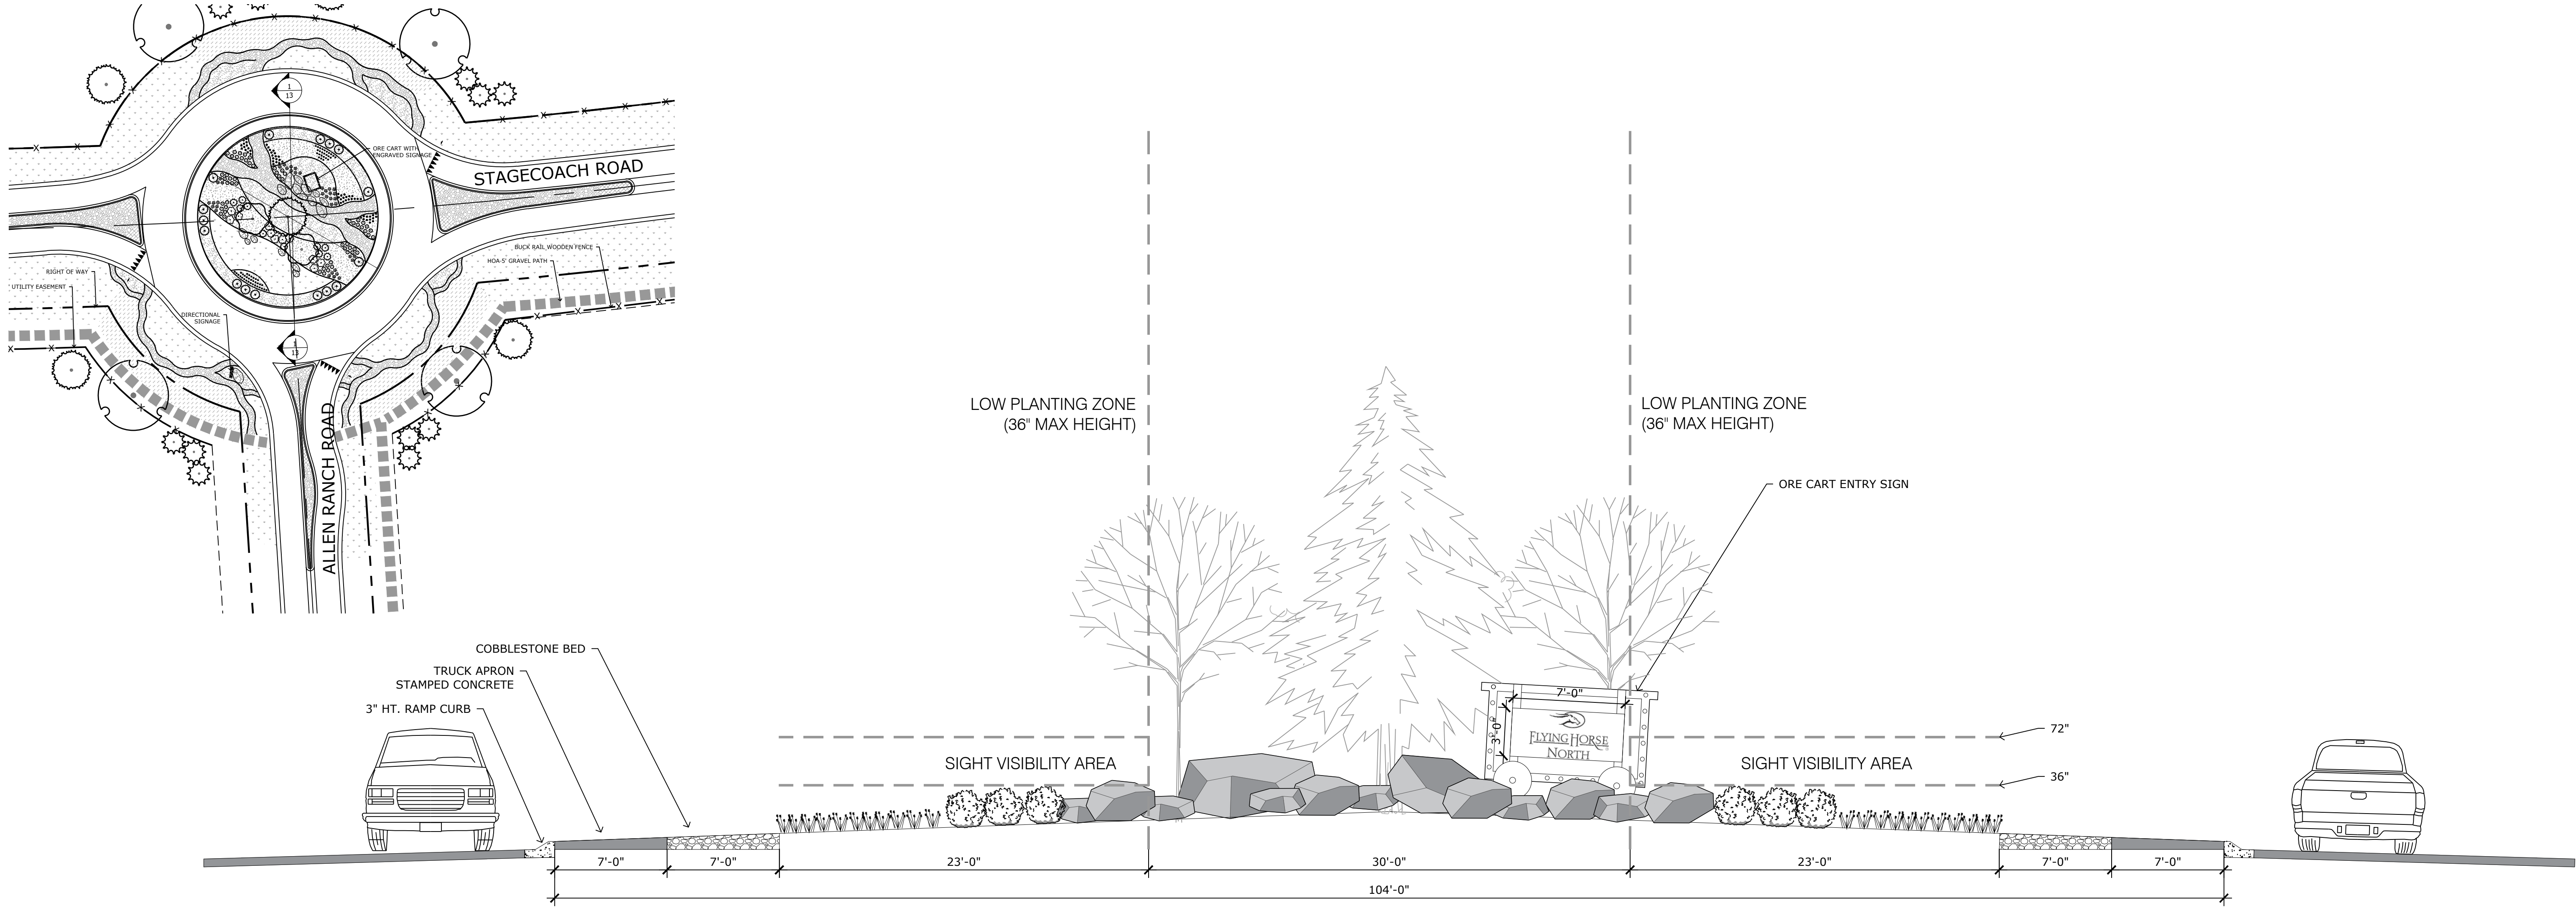 1
13
ORE CART WITH
ENGRAVED SIGNAGE
STAGECOACH ROAD
BUCK RAIL WOODEN FENCE
HOA-5' GRAVEL PATH
RIGHT OF WAY
UTILITY EASEMENT
DIRECTIONAL
SIGNAGE
1
13
ALLEN RANCH ROAD
LOW PLANTING ZONE
(36" MAX HEIGHT)
LOW PLANTING ZONE
(36" MAX HEIGHT)
ORE CART ENTRY SIGN
COBBLESTONE BED
TRUCK APRON
STAMPED CONCRETE
3" HT. RAMP CURB
7'-0"
3'-0"
FLYING HORSE
NORTH
72"
SIGHT VISIBILITY AREA
SIGHT VISIBILITY AREA
36"
7'-0"
7'-0"
23'-0"
30'-0"
23'-0"
7'-0"
7'-0"
104'-0"